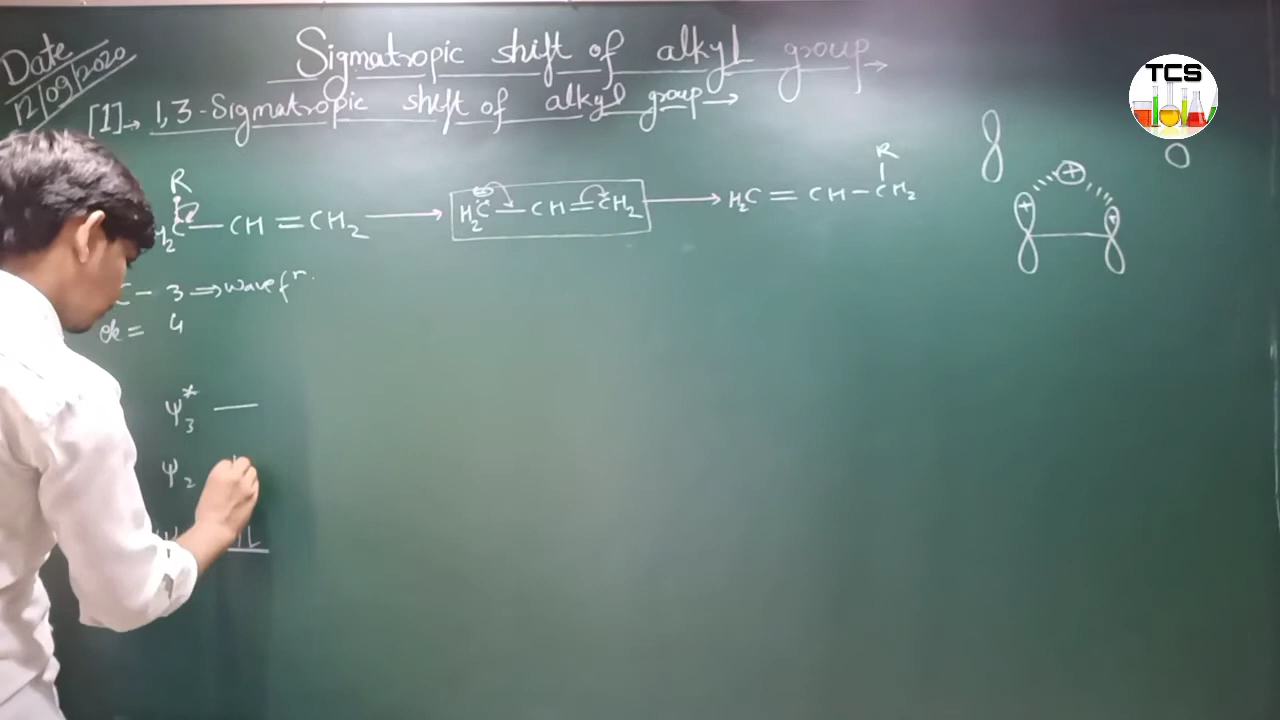 Date
12/09/2020
Sigmatropic shift of alkyl group→
[1]→ 1,3-Sigmatropic shift of alkyl group→
TCS
R
H2C—CH=CH2 → H2C—CH=CH2 → H2C=CH—CH2
R
C - 3 ⇒ wave fn.
e = 4
ψ3*
ψ2
+ + +